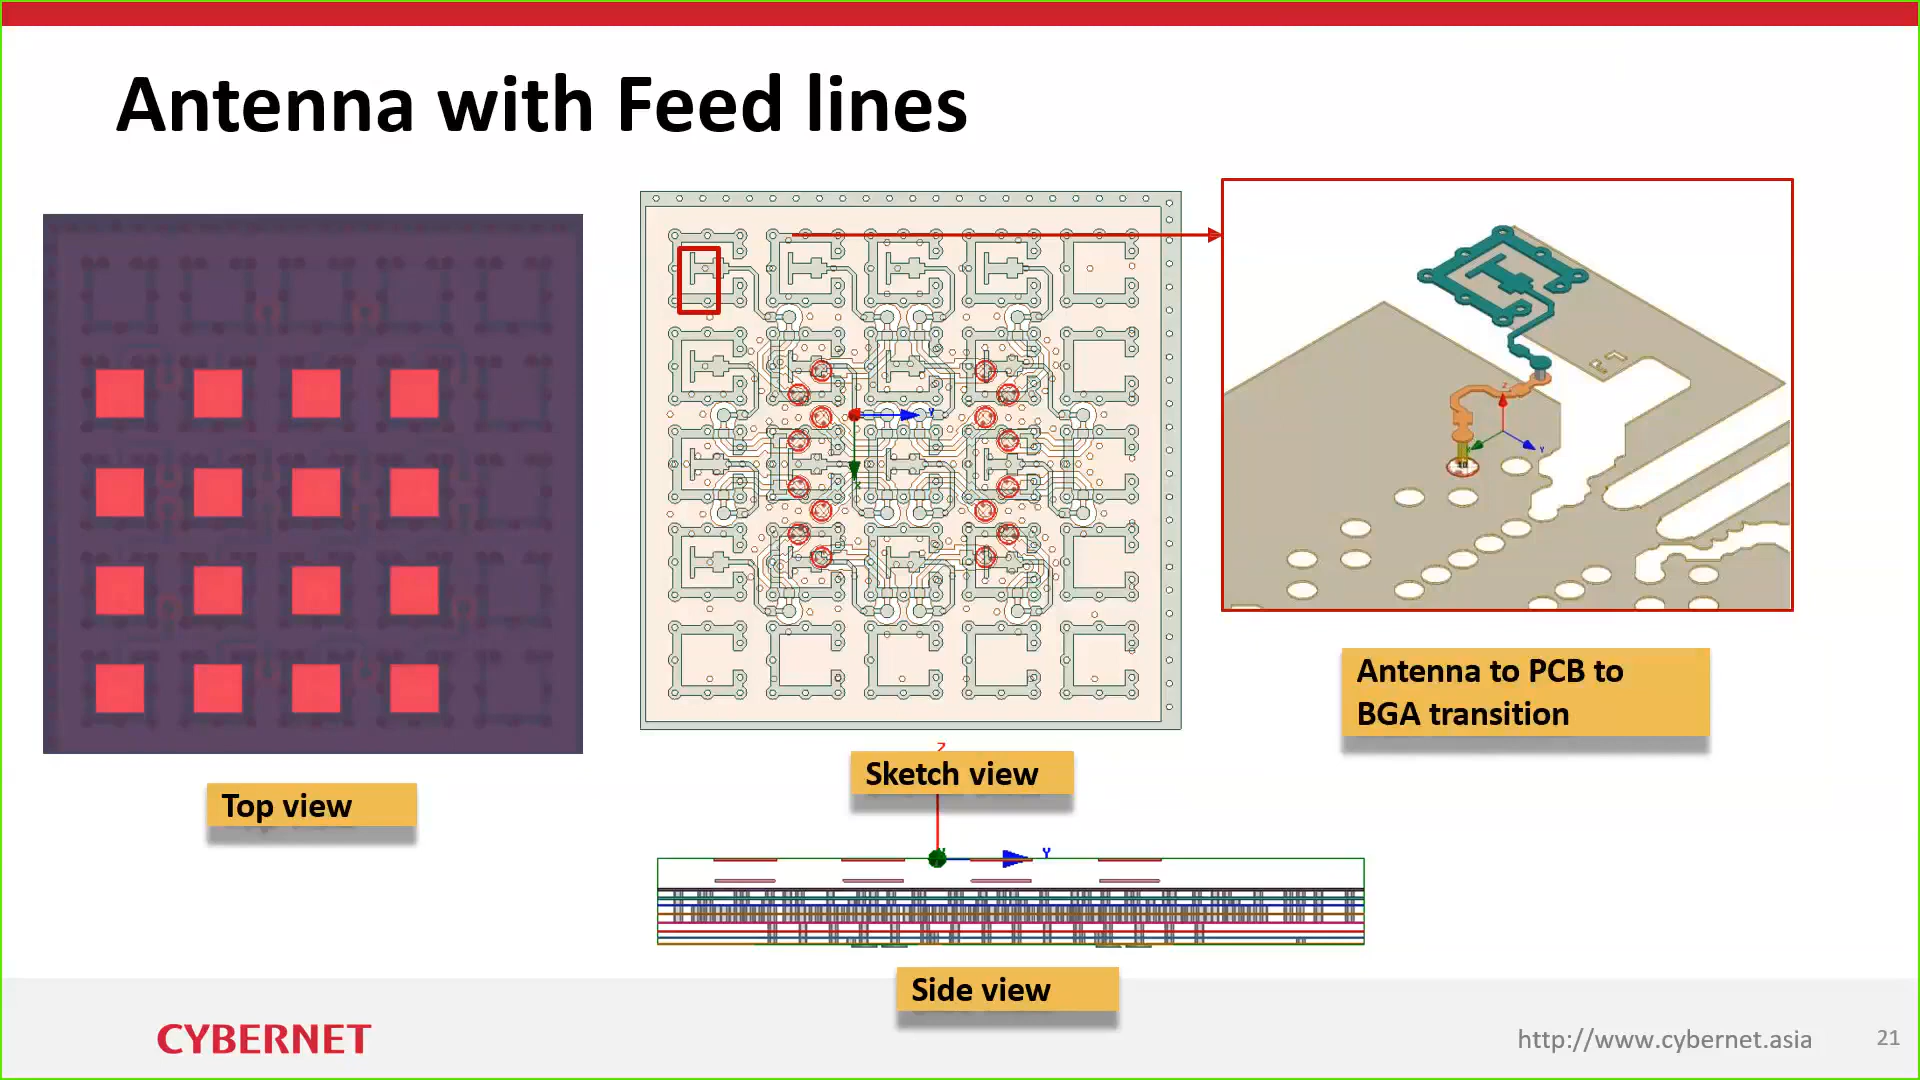 Antenna with Feed lines
Y
X
Z
Y
Antenna to PCB to
BGA transition
Z
Sketch view
Top view
Y
Side view
CYBERNET
http://www.cybernet.asia
21